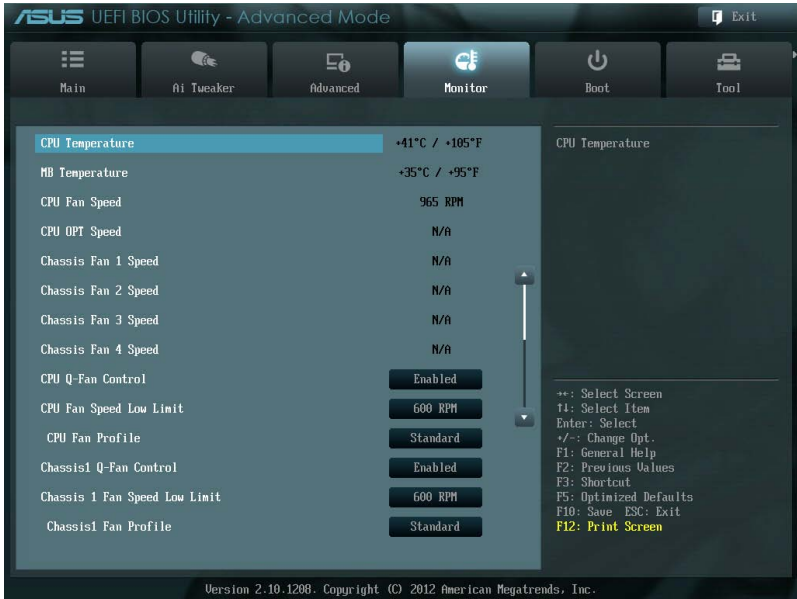 ASUS UEFI BIOS Utility - Advanced Mode
Exit
Main Ai Tweaker Advanced Monitor Boot Tool
CPU Temperature +41°C / +105°F
MB Temperature +35°C / +95°F
CPU Fan Speed 965 RPM
CPU OPT Speed N/A
Chassis Fan 1 Speed N/A
Chassis Fan 2 Speed N/A
Chassis Fan 3 Speed N/A
Chassis Fan 4 Speed N/A
CPU Q-Fan Control Enabled
CPU Fan Speed Low Limit 600 RPM
CPU Fan Profile Standard
Chassis1 Q-Fan Control Enabled
Chassis 1 Fan Speed Low Limit 600 RPM
Chassis1 Fan Profile Standard
CPU Temperature
→←: Select Screen
↑↓: Select Item
Enter: Select
+/-: Change Opt.
F1: General Help
F2: Previous Values
F3: Shortcut
F5: Optimized Defaults
F10: Save ESC: Exit
F12: Print Screen
Version 2.10.1208. Copyright (C) 2012 American Megatrends, Inc.